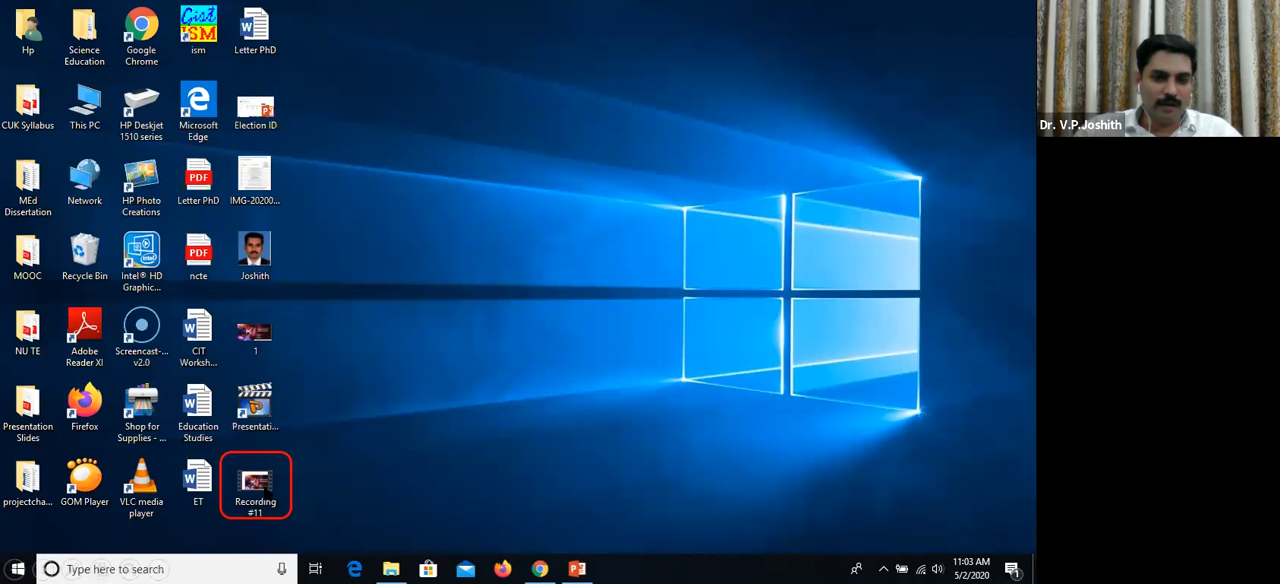 Hp
Science
Education
Google
Chrome
Gist
ISM
ism
Letter PhD
CUK Syllabus
This PC
HP Deskjet
1510 series
Microsoft
Edge
Election ID
MEd
Dissertation
Network
HP Photo
Creations
PDF
Letter PhD
IMG-20200...
MOOC
Recycle Bin
Intel® HD
Graphic...
PDF
ncte
Joshith
NU TE
Adobe
Reader XI
Screencast-...
v2.0
CIT
Worksh...
1
Presentation
Slides
Firefox
Shop for
Supplies - ...
Education
Studies
Presentati...
projectcha...
GOM Player
VLC media
player
ET
Recording
#11
Type here to search
11:03 AM
5/2/2020
Dr. V.P.Joshith